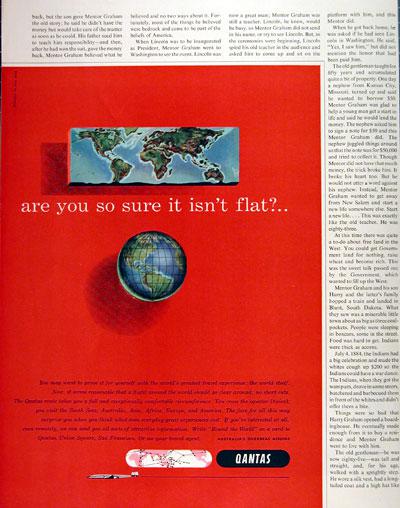 back, but the son gave Mentor Graham
the old story: he said he didn't have the
money but would take care of the matter
as soon as he could. His father used him
to teach him responsibility—and then,
after he had won the suit, gave the money
back. Mentor Graham believed what he
believed and no two ways about it. For-
tunately, most of the things he believed
were bedrock and came to be part of the
beliefs of America.
When Lincoln was to be inaugurated
as President, Mentor Graham went to
Washington to see the event. Lincoln was
now a great man; Mentor Graham was
still a teacher. Lincoln, he knew, would
be busy, so Mentor Graham did not send
in his name, or try to see Lincoln. But, as
the ceremonies were beginning, Lincoln
spied his old teacher in the audience and
asked him to come up and sit on the
platform with him, and this
Mentor did.
When he got back home, he
was asked if he had seen Lin-
coln in Washington. He said,
"Yes, I saw him," but did not
mention the honor that had
been paid him.
The old gentleman taught for
fifty years and accumulated
quite a bit of property. One day
a nephew from Kansas City,
Missouri, turned up and said
he wanted to borrow $50.
Mentor Graham was glad to
help a young man get a start in
life and said he would lend the
money. The nephew asked him
to sign a note for $50 and this
Mentor Graham did. The
nephew juggled things around
so that the note was for $50,000
and tried to collect it. Though
Mentor did not have that much
money, the trick broke him. It
broke his heart too. But he
would not utter a word against
his nephew. Instead, Mentor
Graham wanted to get away
from New Salem and start a
new life somewhere else. Start
a new life. . . . This was exactly
like the old teacher. He was
eighty-three.
At this time there was quite
a to-do about free land in the
West. You could get Govern-
ment land for nothing, raise
wheat and become rich. This
was the sweet talk passed out
by the Government, which
wanted to fill up the West.
Mentor Graham and his son
Harry and the latter's family
hopped a train and landed in
Blunt, South Dakota. What
they saw was a miserable little
town about as big as three coat-
pockets. People were sleeping
in boxcars, some in the street.
Food was hard to get. Indians
were thick as acorns.
July 4, 1884, the Indians had
a big celebration and made the
whites cough up $200 so the
Indians could have a war dance.
The Indians, when they got the
wampum, drove in some steers,
butchered and barbecued them
in front of the whites and didn't
offer them a bite.
Things were so bad that
Harry Graham opened a board-
inghouse. He eventually made
enough from it to buy a res-
idence and Mentor Graham
went to live with him.
The old gentleman—he was
now eighty-five—was tall and
straight, and, for his age,
walked with a sprightly step.
He wore a silk vest, had a long-
tailed coat and a high hat like
are you so sure it isn't flat?..
You may want to prove it for yourself with the world's greatest travel experience: the world itself.
Now, it seems reasonable that a flight around the world should be clear around, no short cuts.
The Qantas route takes you a full and exceptionally comfortable circumference. You cross the equator (twice),
you visit the South Seas, Australia, Asia, Africa, Europe, and America. The fare for all this may
surprise you when you think what even everyday great experiences cost. If you're interested at all,
even remotely, we can send you all sorts of attractive information. Write "Round the World" on a card to
Qantas, Union Square, San Francisco. Or see your travel agent. AUSTRALIA'S OVERSEAS AIRLINE
QANTAS